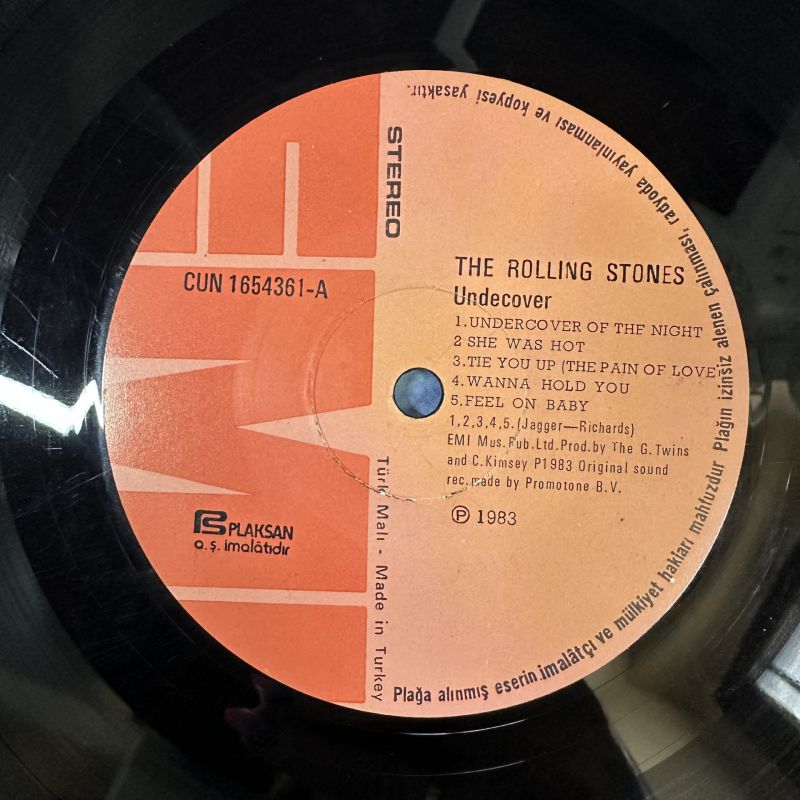 STEREO
CUN 1654361-A
THE ROLLING STONES
Undecover
1.UNDERCOVER OF THF NIGHT
2 SHE WAS HOT
3.TIE YOU UP (THE PAIN OF LOVE)
4.WANNA HOLD YOU
5.FEEL ON BABY
1,2,3,4,5.(Jagger—Richards)
EMI Mus.Pub.Ltd.Prod.by The G.Twins
and C.Kimsey P1983 Original sound
rec.made by Promotone B.V.
℗ 1983
PLAKSAN
a.ş. imalâtıdır
Türk Malı - Made in Turkey
Plağa alınmış eserin.imalâtçı ve mülkiyet hakları mahfuzdur Plağın izinsiz alenen çalınması, radyoda yayınlanması ve kopyesi yasaktır.
EMI